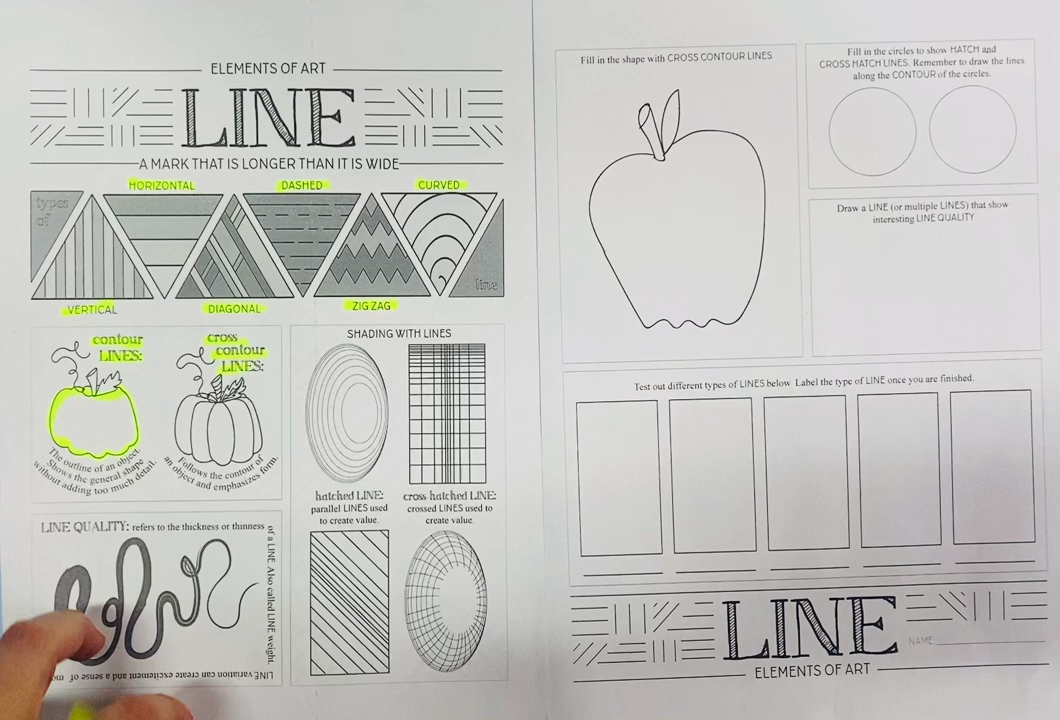 ELEMENTS OF ART
LINE
A MARK THAT IS LONGER THAN IT IS WIDE
HORIZONTAL
DASHED
CURVED
types
of
line
VERTICAL
DIAGONAL
ZIG ZAG
contour
LINES:
The outline of an object.
Shows the general shape
without adding too much detail.
cross
contour
LINES:
Follows the contour of
an object and emphasizes form.
SHADING WITH LINES
hatched LINE:
parallel LINES used
to create value.
cross hatched LINE:
crossed LINES used to
create value.
LINE QUALITY: refers to the thickness or thinness
of a LINE. Also called LINE weight.
LINE variation can create excitement and a sense of
Fill in the shape with CROSS CONTOUR LINES
Fill in the circles to show HATCH and
CROSS HATCH LINES. Remember to draw the lines
along the CONTOUR of the circles.
Draw a LINE (or multiple LINES) that show
interesting LINE QUALITY
Test out different types of LINES below Label the type of LINE once you are finished.
LINE
NAME
ELEMENTS OF ART